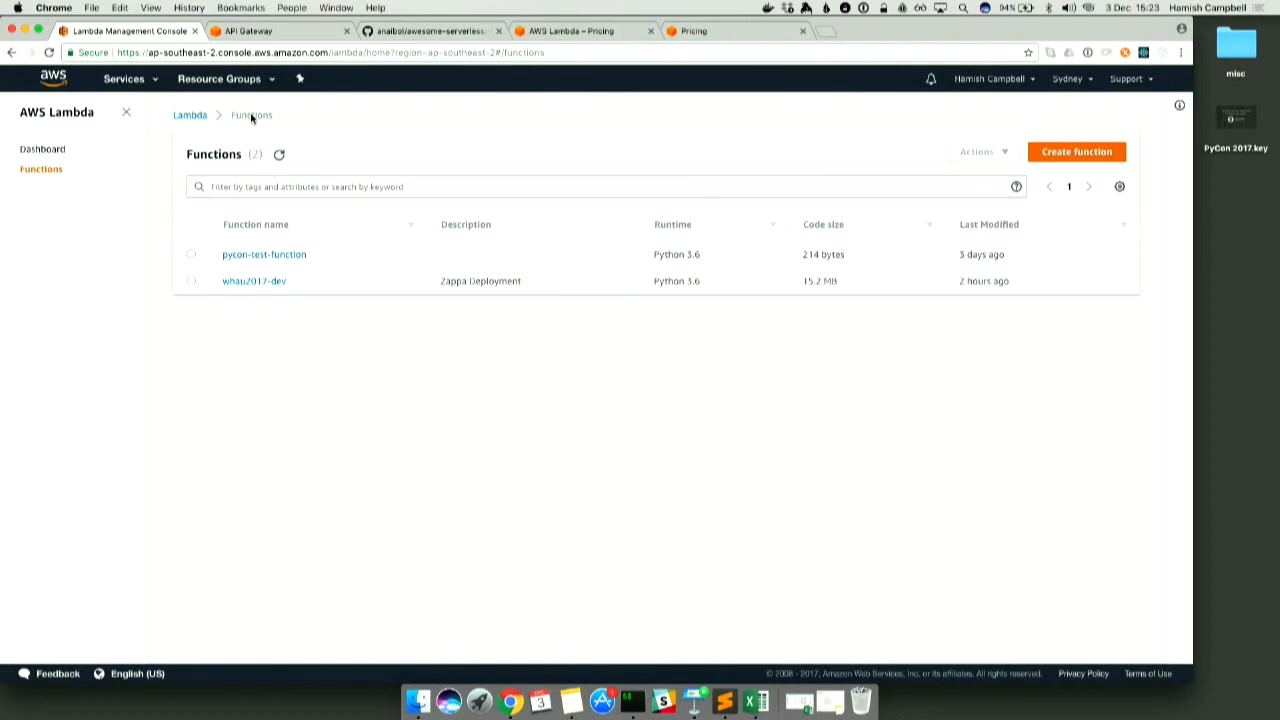 Chrome File Edit View History Bookmarks People Window Help 94% 3 Dec 15:23 Hamish Campbell
Lambda Management Console API Gateway anaibol/awesome-serverless: AWS Lambda – Pricing Pricing
Secure https://ap-southeast-2.console.aws.amazon.com/lambda/home?region=ap-southeast-2#/functions
aws Services Resource Groups Hamish Campbell Sydney Support
misc
PyCon 2017.key
AWS Lambda
Dashboard
Functions
Lambda > Functions
Functions (2) Actions Create function
Filter by tags and attributes or search by keyword 1
Function name Description Runtime Code size Last Modified
pycon-test-function Python 3.6 214 bytes 3 days ago
whau2017-dev Zappa Deployment Python 3.6 15.2 MB 2 hours ago
Feedback English (US) © 2008 - 2017, Amazon Web Services, Inc. or its affiliates. All rights reserved. Privacy Policy Terms of Use
3